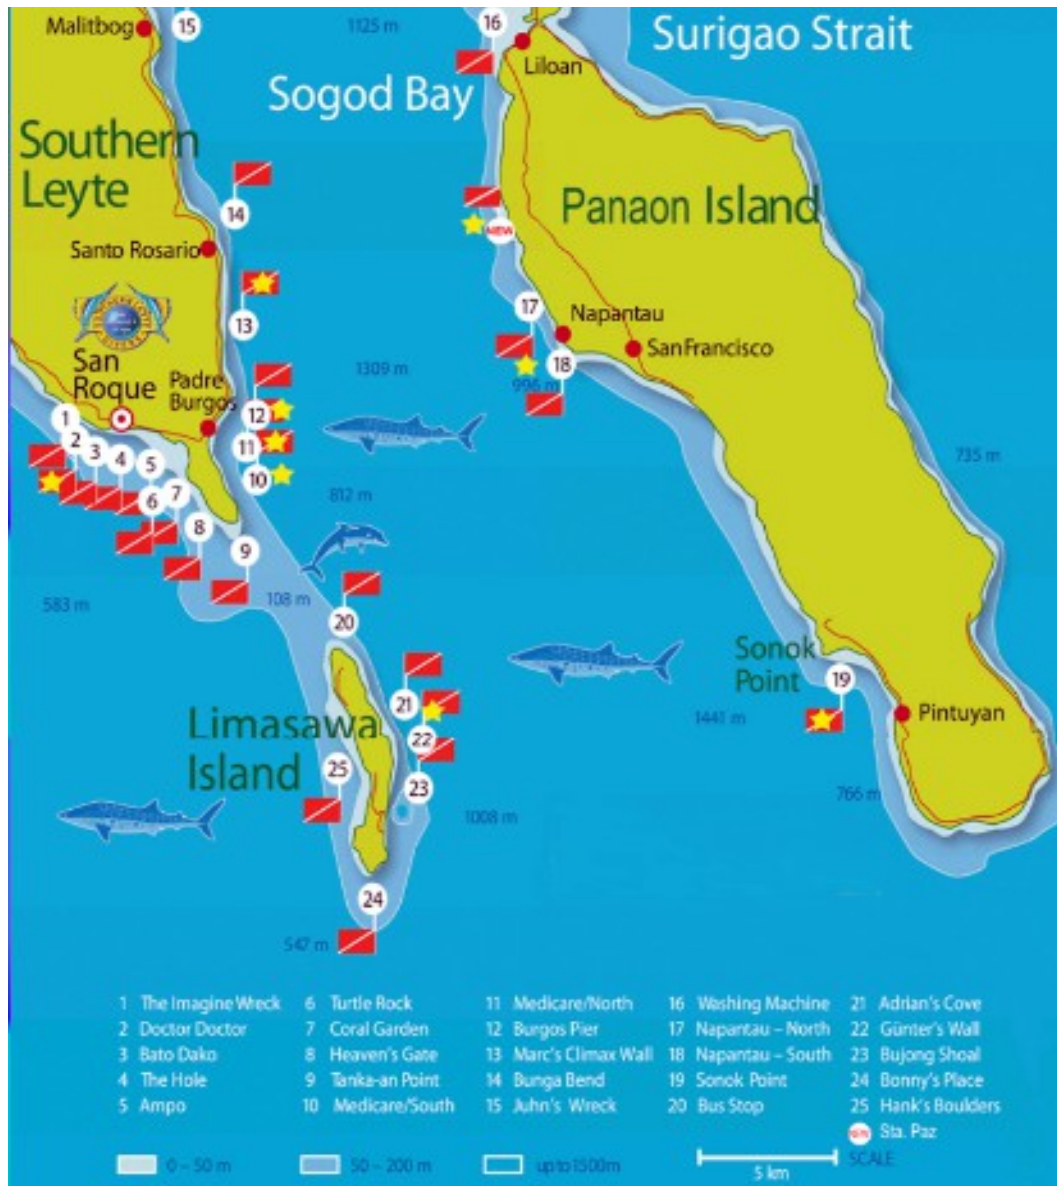 Malitbog
15
1125 m
16
Liloan
Surigao Strait
Sogod Bay
Southern
Leyte
14
Santo Rosario
Panaon Island
NEW
13
17
Napantau
San Francisco
18
996 m
San
Roque
Padre
Burgos
1309 m
12
11
10
1
2
3
4
5
6
7
8
9
812 m
735 m
583 m
108 m
20
Sonok
Point
19
1441 m
Pintuyan
21
22
23
Limasawa
Island
25
766 m
1008 m
24
547 m
1 The Imagine Wreck
2 Doctor Doctor
3 Bato Dako
4 The Hole
5 Ampo
6 Turtle Rock
7 Coral Garden
8 Heaven's Gate
9 Tanka-an Point
10 Medicare/South
11 Medicare/North
12 Burgos Pier
13 Marc's Climax Wall
14 Bunga Bend
15 Juhn's Wreck
16 Washing Machine
17 Napantau – North
18 Napantau – South
19 Sonok Point
20 Bus Stop
21 Adrian's Cove
22 Günter's Wall
23 Bujong Shoal
24 Bonny's Place
25 Hank's Boulders
NEW Sta. Paz
0 – 50 m
50 – 200 m
up to 1500m
5 km
SCALE